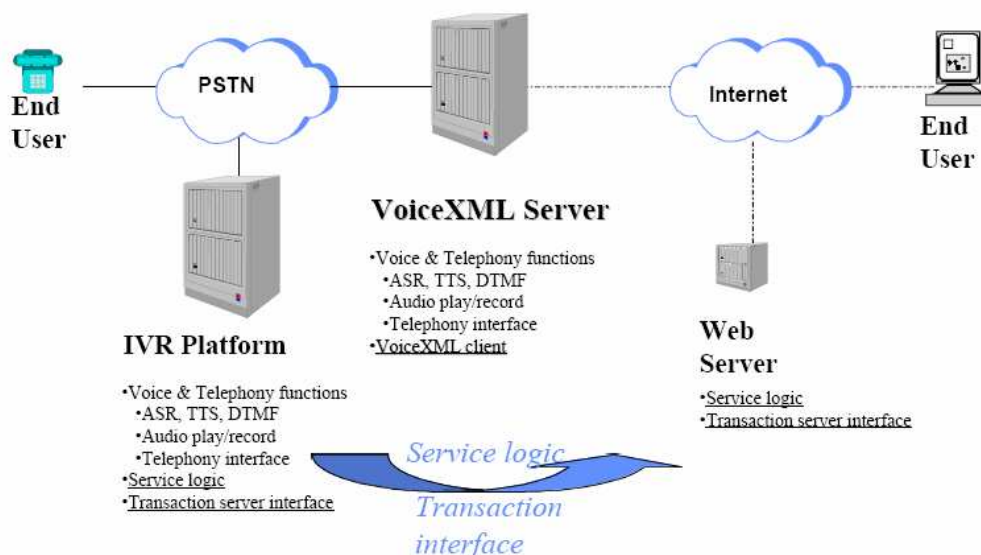 End
User
PSTN
Internet
End
User
VoiceXML Server
•Voice & Telephony functions
•ASR, TTS, DTMF
•Audio play/record
•Telephony interface
•VoiceXML client
IVR Platform
•Voice & Telephony functions
•ASR, TTS, DTMF
•Audio play/record
•Telephony interface
•Service logic
•Transaction server interface
Web
Server
•Service logic
•Transaction server interface
Service logic
Transaction
interface